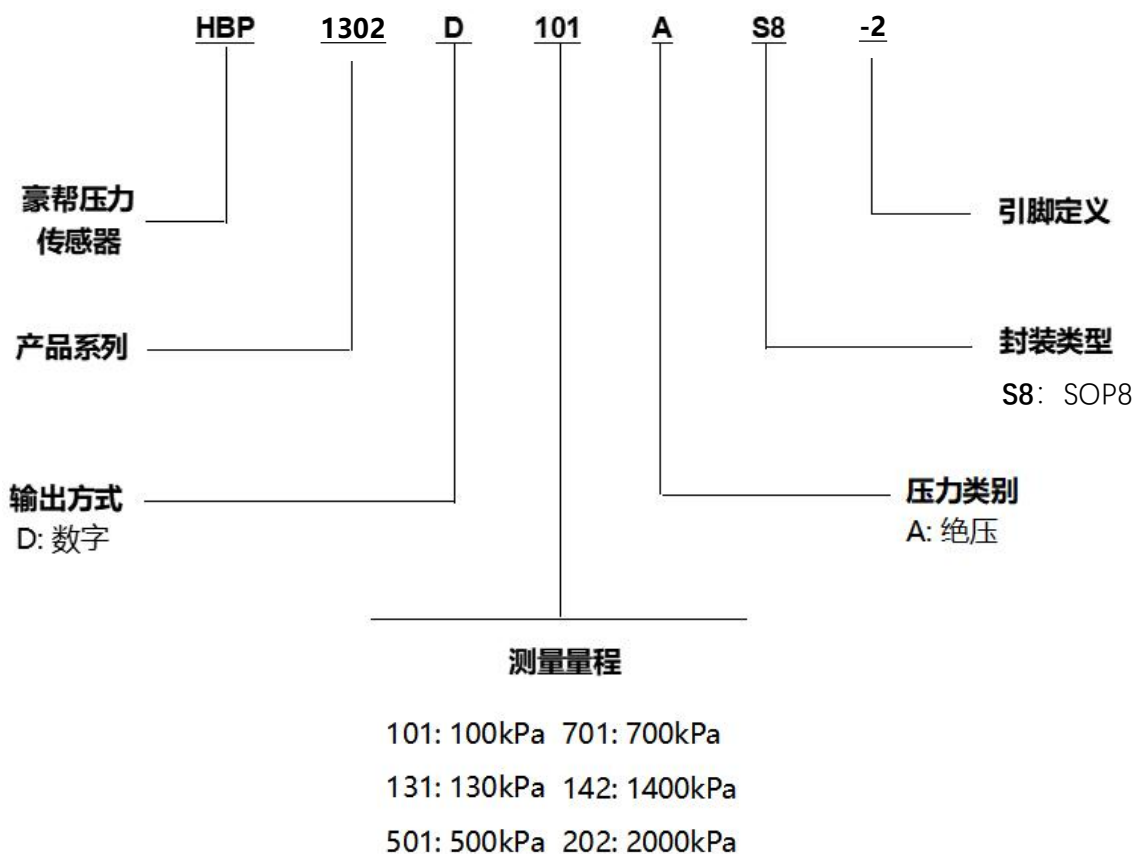 HBP 1302 D 101 A S8 -2
豪帮压力
传感器
引脚定义
产品系列
封装类型
S8: SOP8
输出方式
D: 数字
压力类别
A: 绝压
测量量程
101: 100kPa 701: 700kPa
131: 130kPa 142: 1400kPa
501: 500kPa 202: 2000kPa